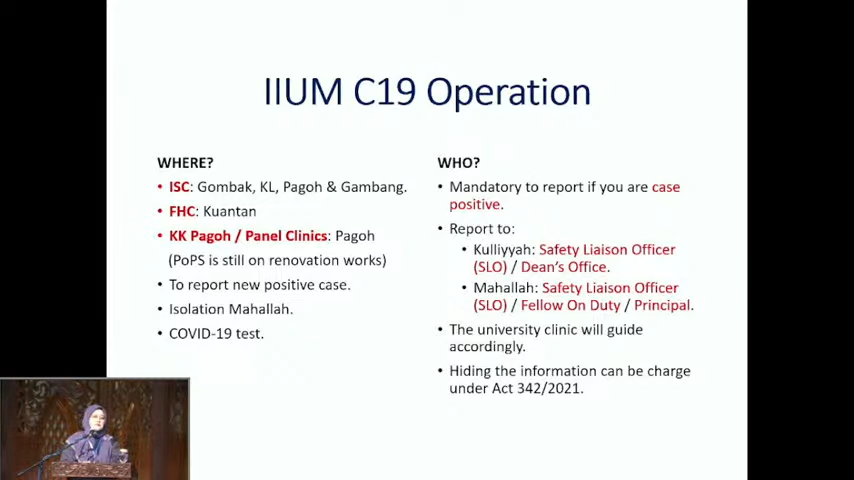 IIUM C19 Operation
WHERE?
• ISC: Gombak, KL, Pagoh & Gambang.
• FHC: Kuantan
• KK Pagoh / Panel Clinics: Pagoh
(PoPS is still on renovation works)
• To report new positive case.
• Isolation Mahallah.
• COVID-19 test.
WHO?
• Mandatory to report if you are case
positive.
• Report to:
• Kulliyyah: Safety Liaison Officer
(SLO) / Dean's Office.
• Mahallah: Safety Liaison Officer
(SLO) / Fellow On Duty / Principal.
• The university clinic will guide
accordingly.
• Hiding the information can be charge
under Act 342/2021.